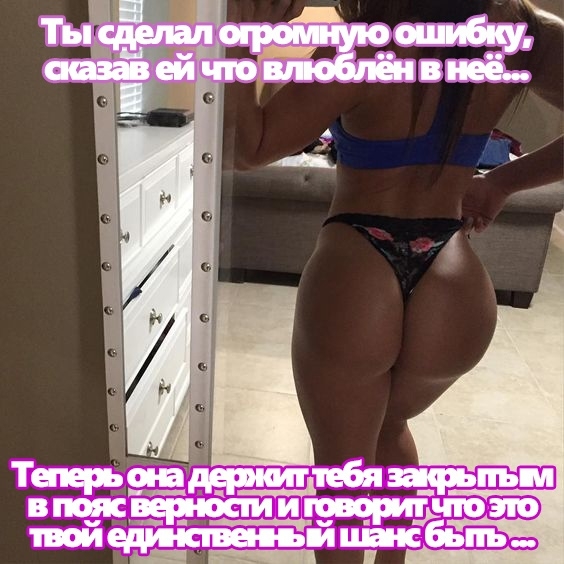 Ты сделал огромную ошибку,
сказав ей что влюблён в неё...
Теперь она держит тебя закрытым
в пояс верности и говорит что это
твой единственный шанс быть ...